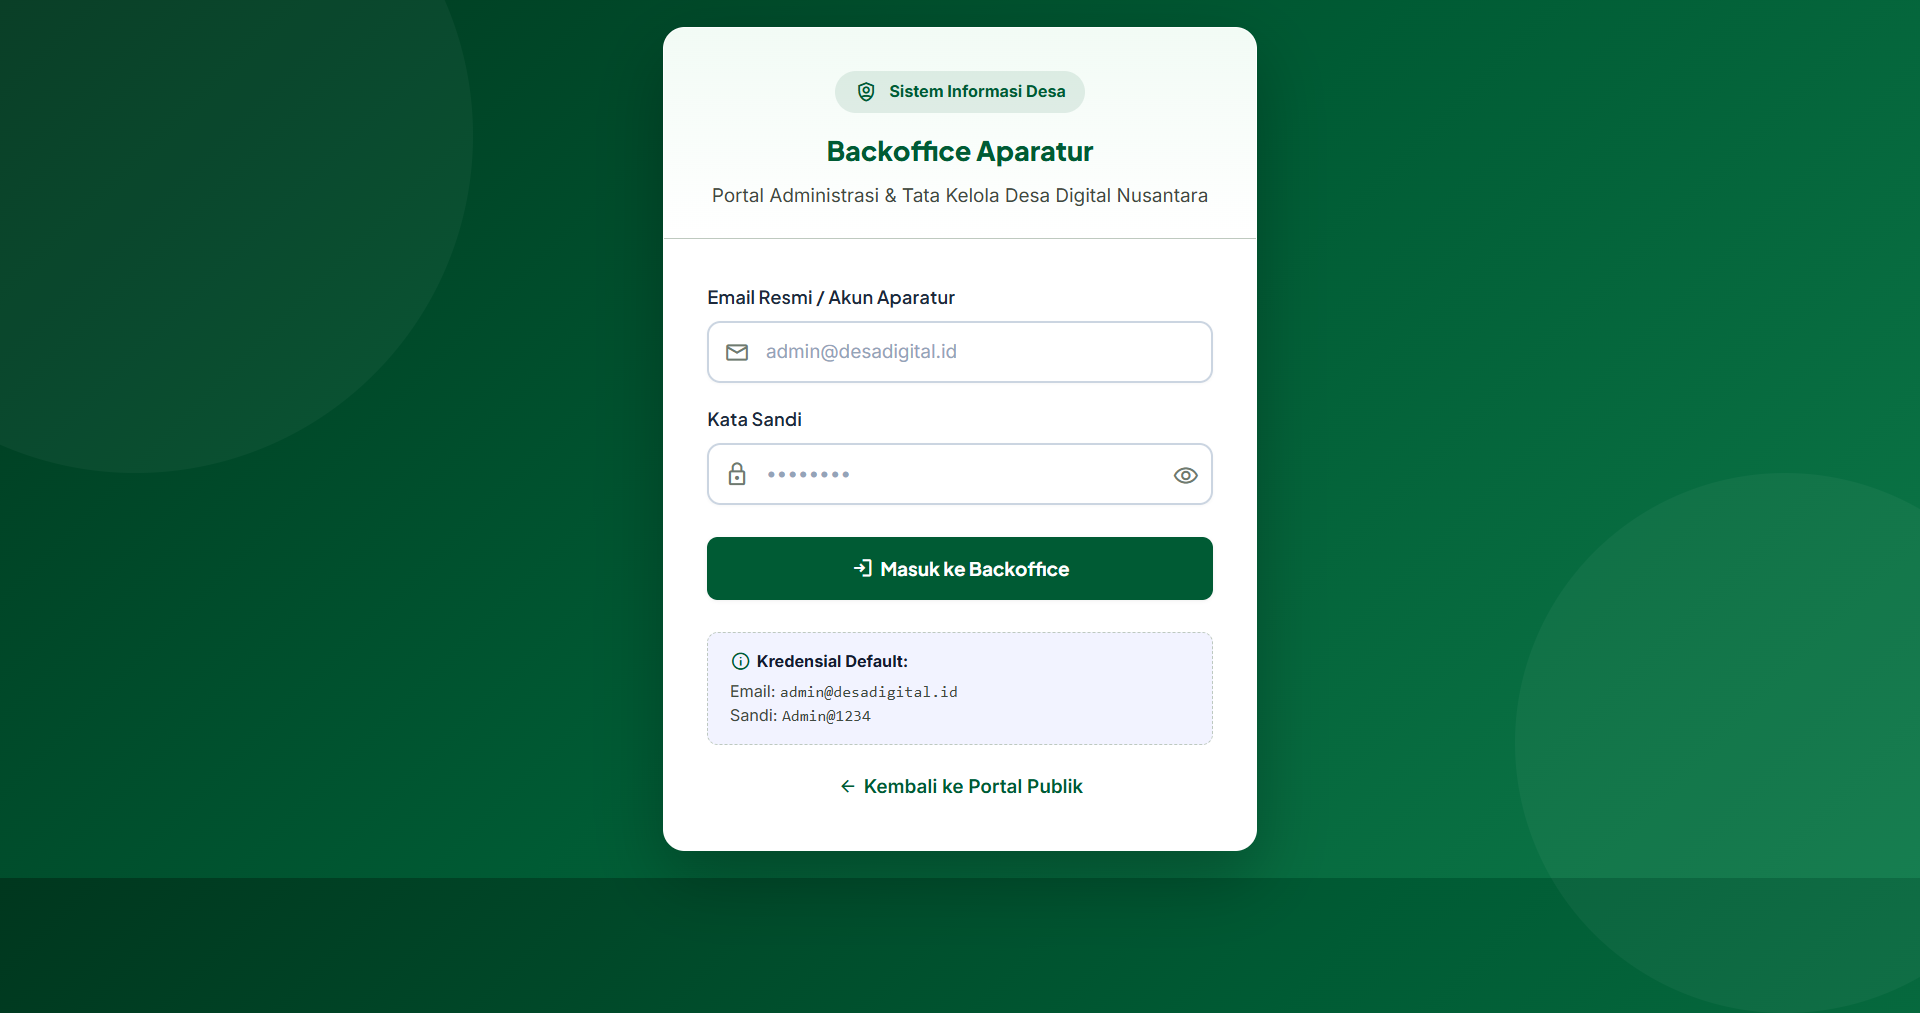 Sistem Informasi Desa
Backoffice Aparatur
Portal Administrasi & Tata Kelola Desa Digital Nusantara
Email Resmi / Akun Aparatur
admin@desadigital.id
Kata Sandi
••••••••
Masuk ke Backoffice
Kredensial Default:
Email: admin@desadigital.id
Sandi: Admin@1234
← Kembali ke Portal Publik